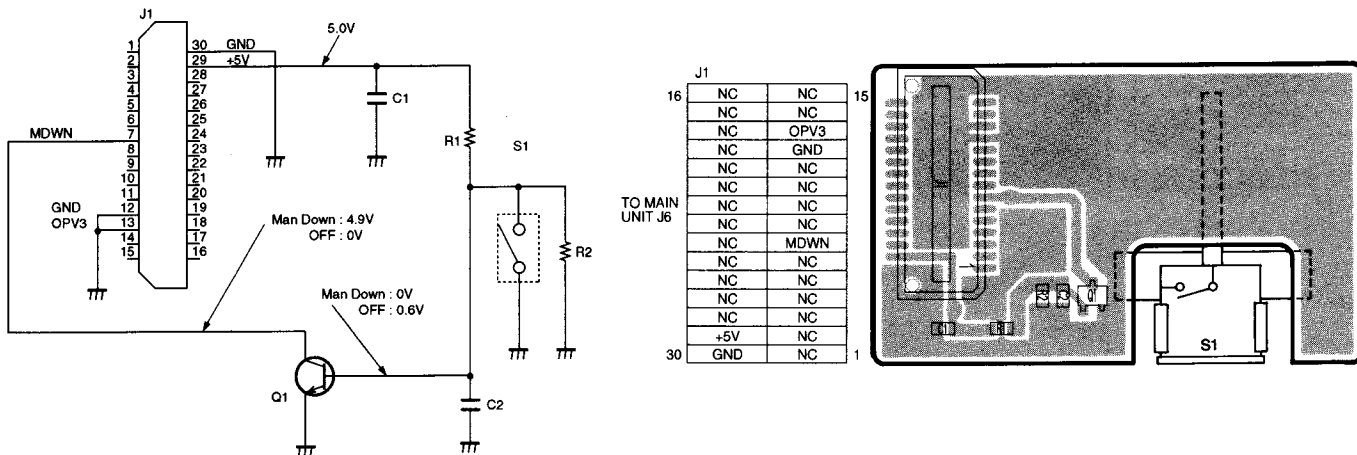 J1
1
2
3
4
5
6
7
8
9
10
11
12
13
14
15
30
29
28
27
26
25
24
23
22
21
20
19
18
17
16
GND
+5V
MDWN
GND
OPV3
5.0V
C1
R1
S1
R2
Man Down : 4.9V
OFF : 0V
Man Down : 0V
OFF : 0.6V
Q1
C2
J1
16 NC NC 15
NC NC
NC OPV3
NC GND
NC NC
NC NC
NC NC
NC NC
NC MDWN
NC NC
NC NC
NC NC
NC NC
+5V NC
30 GND NC 1
TO MAIN
UNIT J6
C1
R1
R2
C2
Q1
S1